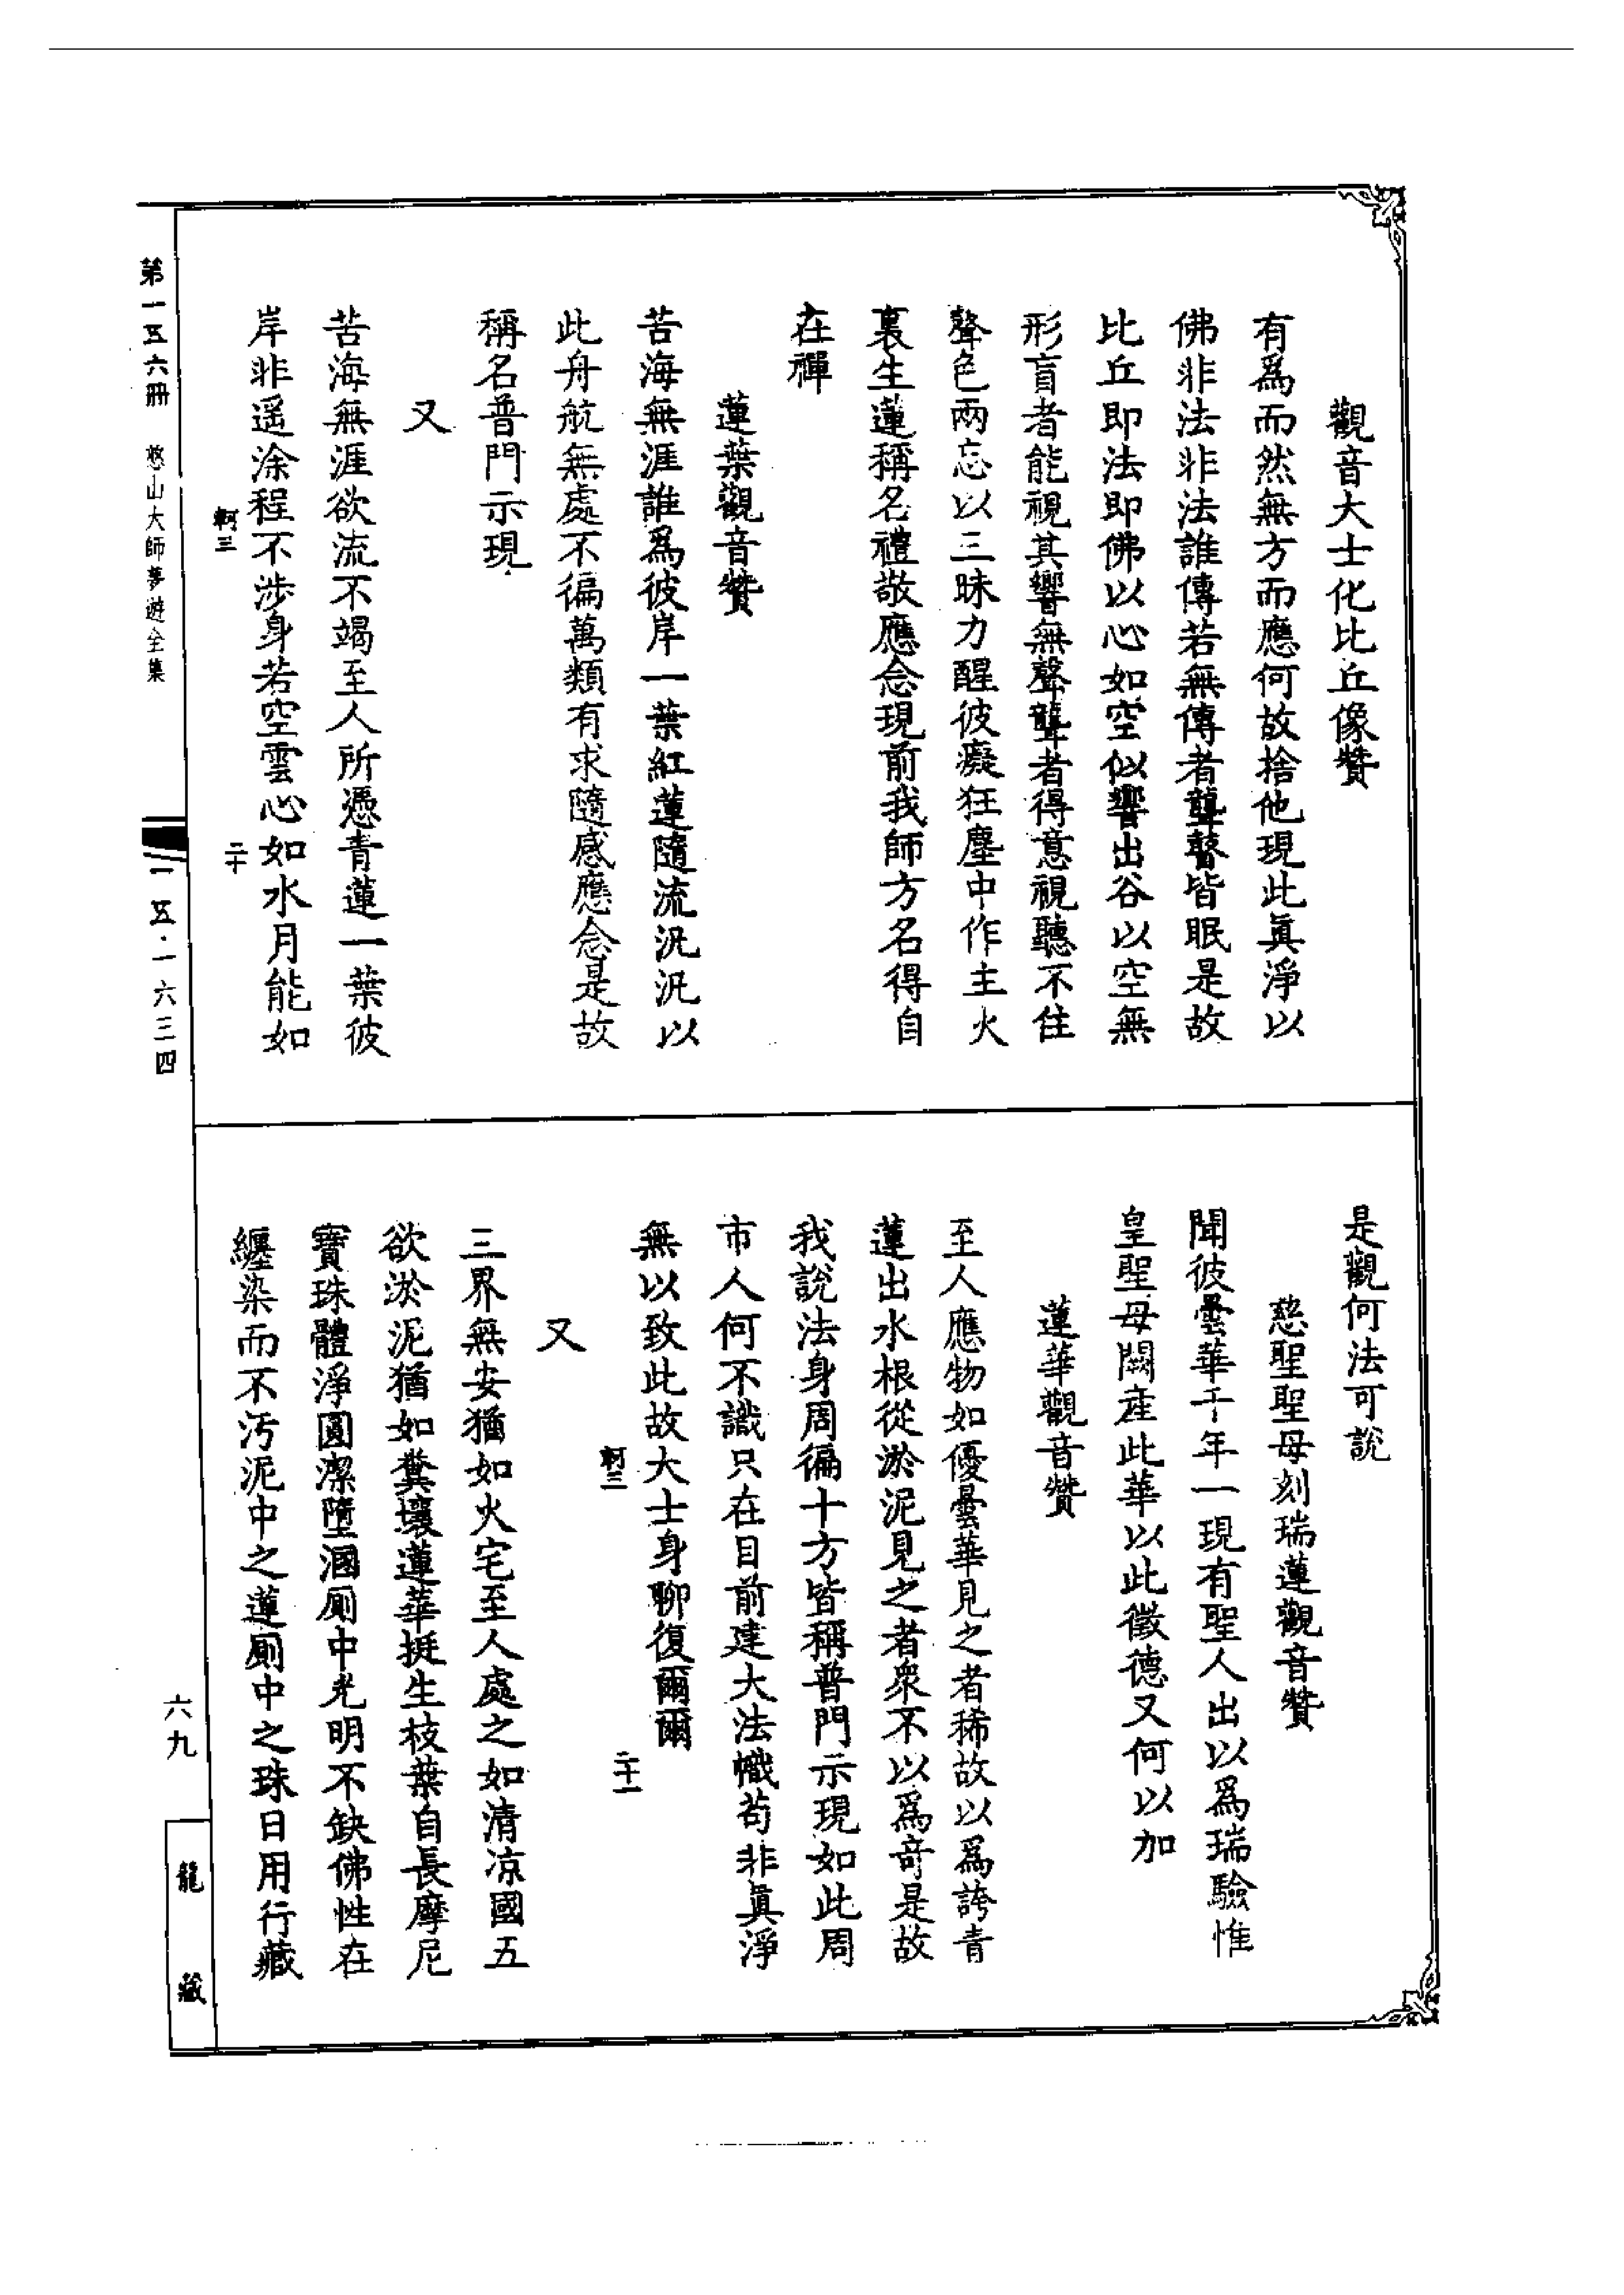 觀音大士化比丘像贊
有爲而然無方而應何故捨他現此眞淨以
佛非法非法誰傳若無傳者聾瞽皆眠是故
比丘即法即佛以心如空似響出谷以空無
形盲者能視其響無聲聾者得意視聽不住
聲色兩忘以三昧力醒彼癡狂塵中作主火
裏生蓮稱名禮敬應念現前我師方名得自
在禪
蓮葉觀音贊
苦海無涯誰爲彼岸一葉紅蓮隨流汎汎以
此舟航無處不徧萬類有求隨感應念是故
稱名普門示現
又
苦海無涯欲流不竭至人所憑青蓮一葉彼
岸非遥涂程不涉身若空雲心如水月能如
軻三
二十
是觀何法可說
慈聖聖母刻瑞蓮觀音贊
聞彼曇華千年一現有聖人出以爲瑞驗惟
皇聖母闕産此華以此徵德又何以加
蓮華觀音贊
至人應物如優曇華見之者稀故以爲誇青
蓮出水根從淤泥見之者衆不以爲奇是故
我說法身周徧十方皆稱普門示現如此周
市人何不識只在目前建大法幟苟非眞淨
無以致此故大士身聊復爾爾
軻三
二十一
又
三界無安猶如火宅至人處之如清凉國五
欲淤泥猶如糞壤蓮華挺生枝葉自長摩尼
寶珠體淨圓潔墮溷厠中光明不缺佛性在
纏染而不汚泥中之蓮厠中之珠日用行藏
第一五六冊 憨山大師夢遊全集
一五·一六三四
六九
龍藏